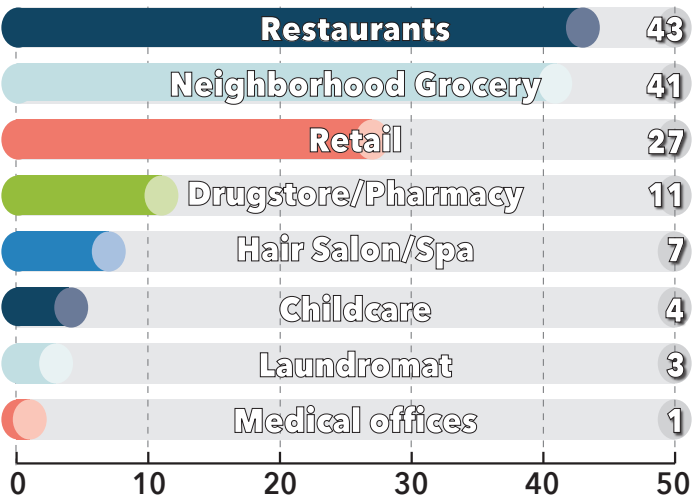 Restaurants 43
Neighborhood Grocery 41
Retail 27
Drugstore/Pharmacy 11
Hair Salon/Spa 7
Childcare 4
Laundromat 3
Medical offices 1
0 10 20 30 40 50